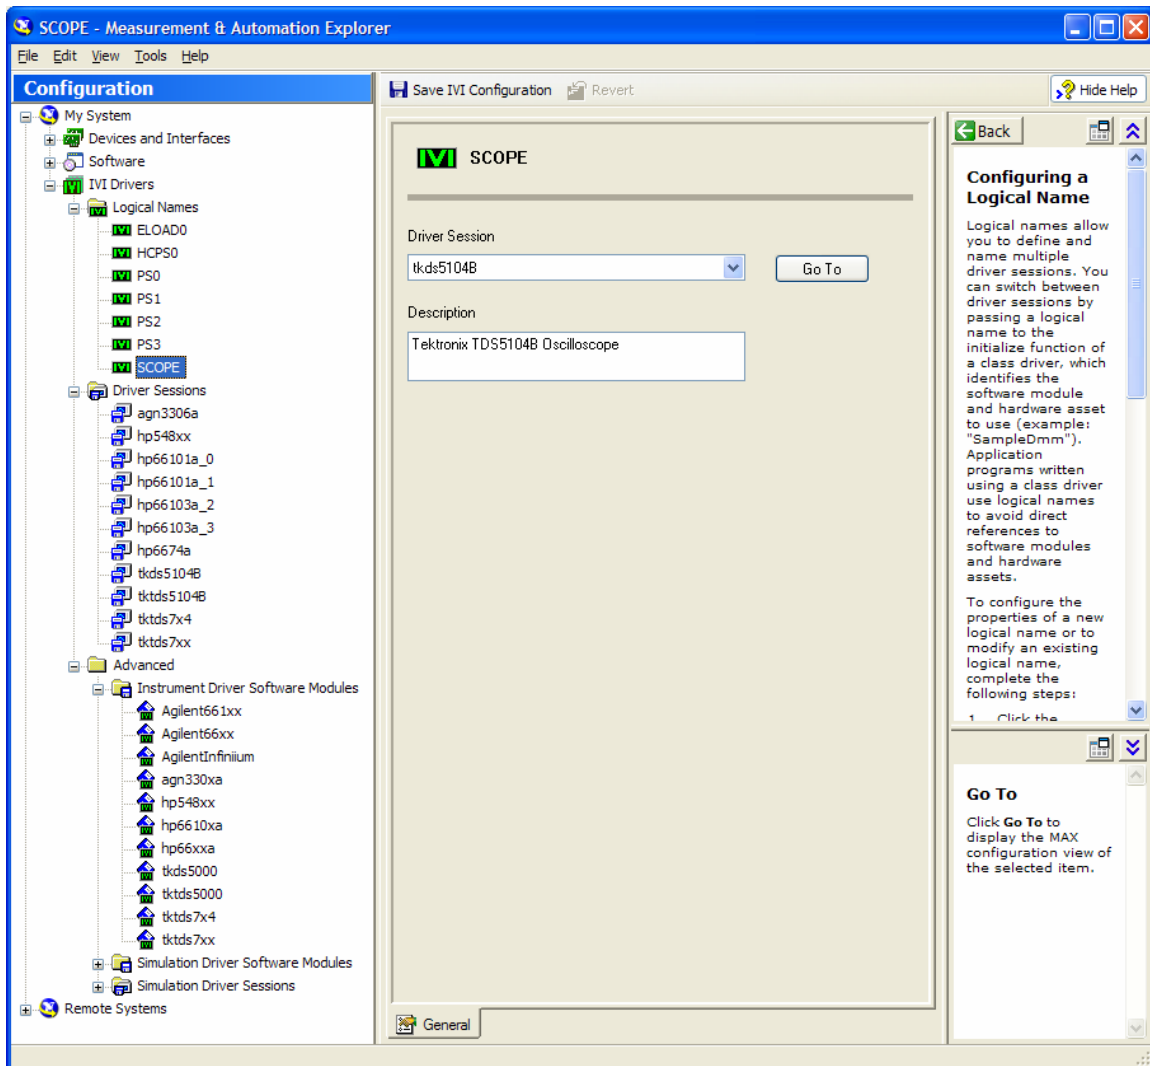 SCOPE - Measurement & Automation Explorer
File Edit View Tools Help
Configuration
My System
Devices and Interfaces
Software
IVI Drivers
Logical Names
ELOAD0
HCPS0
PS0
PS1
PS2
PS3
SCOPE
Driver Sessions
agn3306a
hp548xx
hp66101a_0
hp66101a_1
hp66103a_2
hp66103a_3
hp6674a
tkds5104B
tktds5104B
tktds7x4
tktds7xx
Advanced
Instrument Driver Software Modules
Agilent661xx
Agilent66xx
AgilentInfiniium
agn330xa
hp548xx
hp6610xa
hp66xxa
tkds5000
tktds5000
tktds7x4
tktds7xx
Simulation Driver Software Modules
Simulation Driver Sessions
Remote Systems
Save IVI Configuration Revert
Hide Help
IVI SCOPE
Driver Session
tkds5104B
Go To
Description
Tektronix TDS5104B Oscilloscope
General
Back
Configuring a
Logical Name
Logical names allow
you to define and
name multiple
driver sessions. You
can switch between
driver sessions by
passing a logical
name to the
initialize function of
a class driver, which
identifies the
software module
and hardware asset
to use (example:
"SampleDmm").
Application
programs written
using a class driver
use logical names
to avoid direct
references to
software modules
and hardware
assets.
To configure the
properties of a new
logical name or to
modify an existing
logical name,
complete the
following steps:
1. Click the
Go To
Click Go To to
display the MAX
configuration view of
the selected item.